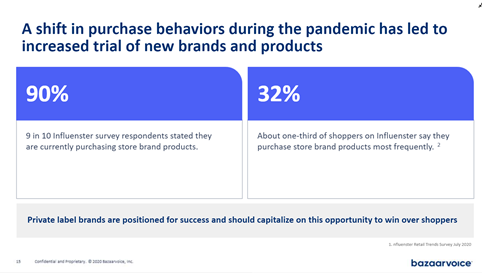 A shift in purchase behaviors during the pandemic has led to
increased trial of new brands and products
90%
9 in 10 Influenster survey respondents stated they
are currently purchasing store brand products.
32%
About one-third of shoppers on Influenster say they
purchase store brand products most frequently. 2
Private label brands are positioned for success and should capitalize on this opportunity to win over shoppers
1. nfluenster Retail Trends Survey July 2020
15 Confidential and Proprietary. © 2020 Bazaarvoice, Inc.
bazaarvoice